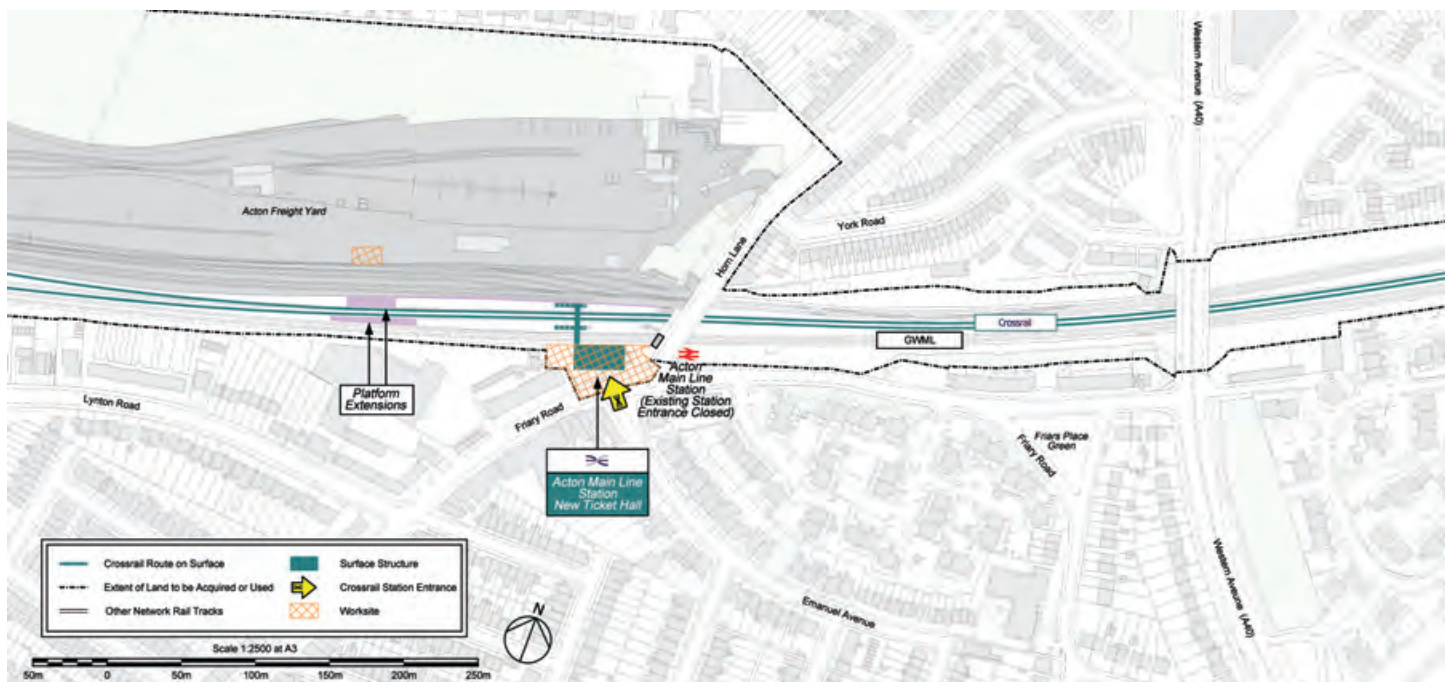 Western Avenue (A40)
Acton Freight Yard
York Road
Horn Lane
Crossrail
GWML
Acton
Main Line
Station
(Existing Station
Entrance Closed)
Platform
Extensions
Lynton Road
Friary Road
Friars Place
Green
Friary Road
Acton Main Line
Station
New Ticket Hall
Western Aveune (A40)
Emanuel Avenue
Crossrail Route on Surface
Surface Structure
Extent of Land to be Acquired or Used
Crossrail Station Entrance
Other Network Rail Tracks
Worksite
N
Scale 1:2500 at A3
50m 0 50m 100m 150m 200m 250m